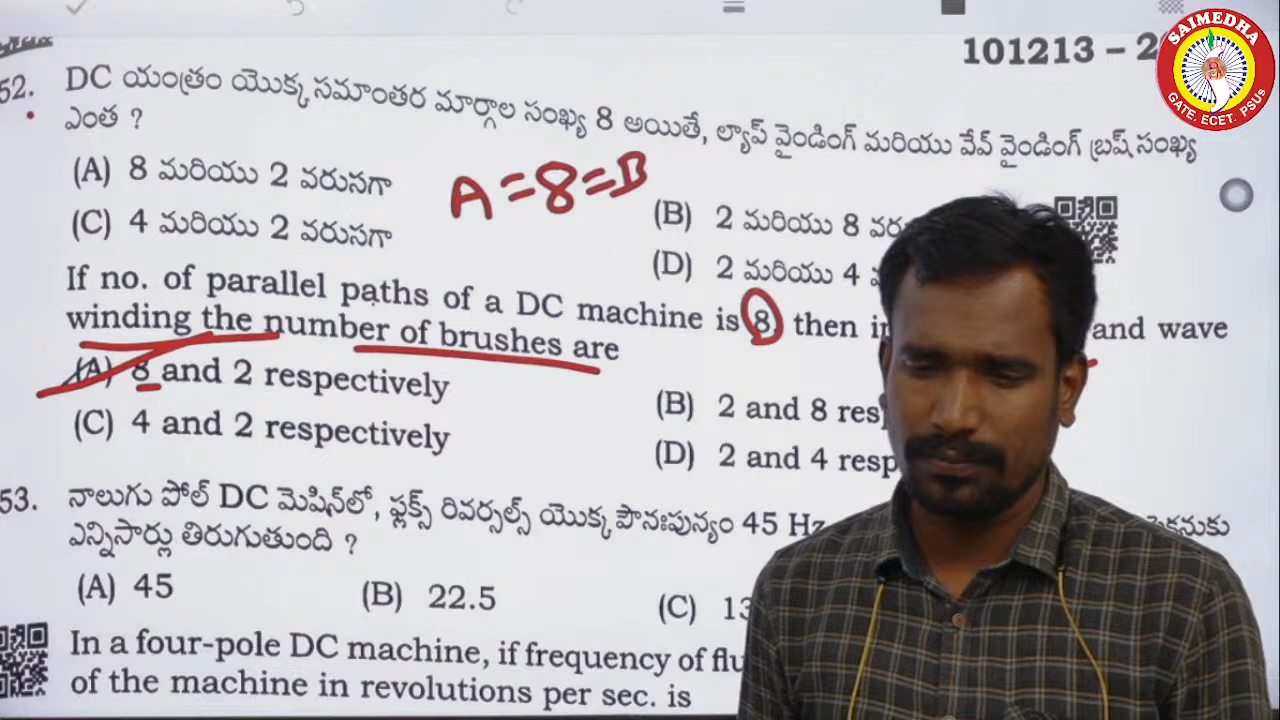 101213 – 2
SAIMEDHA
GATE. ECET. PSUs
52. DC యంత్రం యొక్క సమాంతర మార్గాల సంఖ్య 8 అయితే, ల్యాప్ వైండింగ్ మరియు వేవ్ వైండింగ్ బ్రష్ సంఖ్య
ఎంత ?
(A) 8 మరియు 2 వరుసగా
A = 8 = B
(B) 2 మరియు 8
(C) 4 మరియు 2 వరుసగా
(D) 2 మరియు 4
If no. of parallel paths of a DC machine is 8, then and wave
winding the number of brushes are
(A) 8 and 2 respectively
(B) 2 and 8
(C) 4 and 2 respectively
(D) 2 and 4
53. నాలుగు పోల్ DC మెషిన్‌లో, ఫ్లక్స్ రివర్సల్స్ యొక్క పౌనఃపున్యం 45 Hz
ఎన్నిసార్లు తిరుగుతుంది ?
(A) 45
(B) 22.5
(C)
In a four-pole DC machine, if frequency of
of the machine in revolutions per sec. is